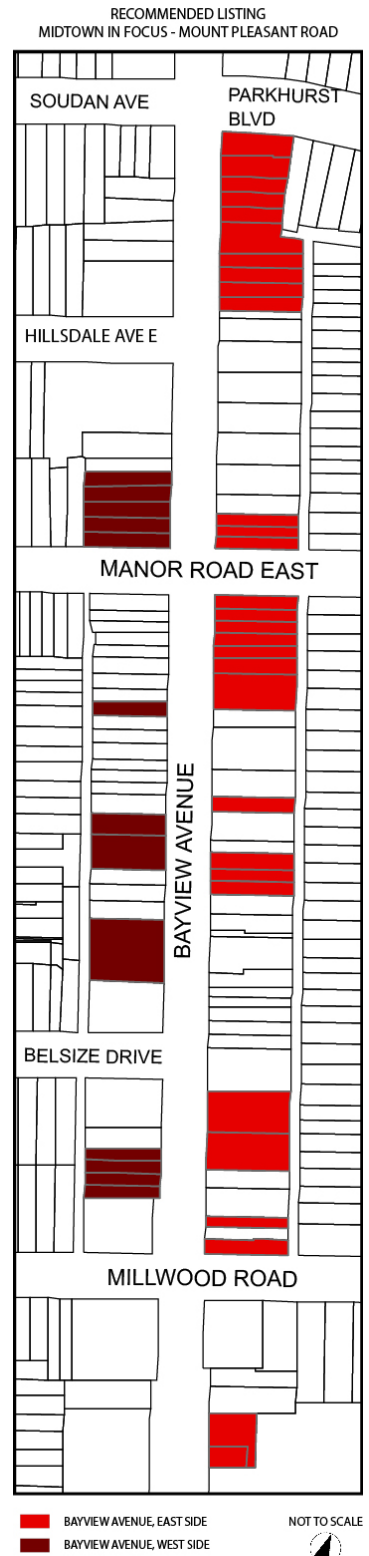 RECOMMENDED LISTING
MIDTOWN IN FOCUS - MOUNT PLEASANT ROAD
SOUDAN AVE
PARKHURST
BLVD
HILLSDALE AVE E
MANOR ROAD EAST
BAYVIEW AVENUE
BELSIZE DRIVE
MILLWOOD ROAD
BAYVIEW AVENUE, EAST SIDE
NOT TO SCALE
BAYVIEW AVENUE, WEST SIDE